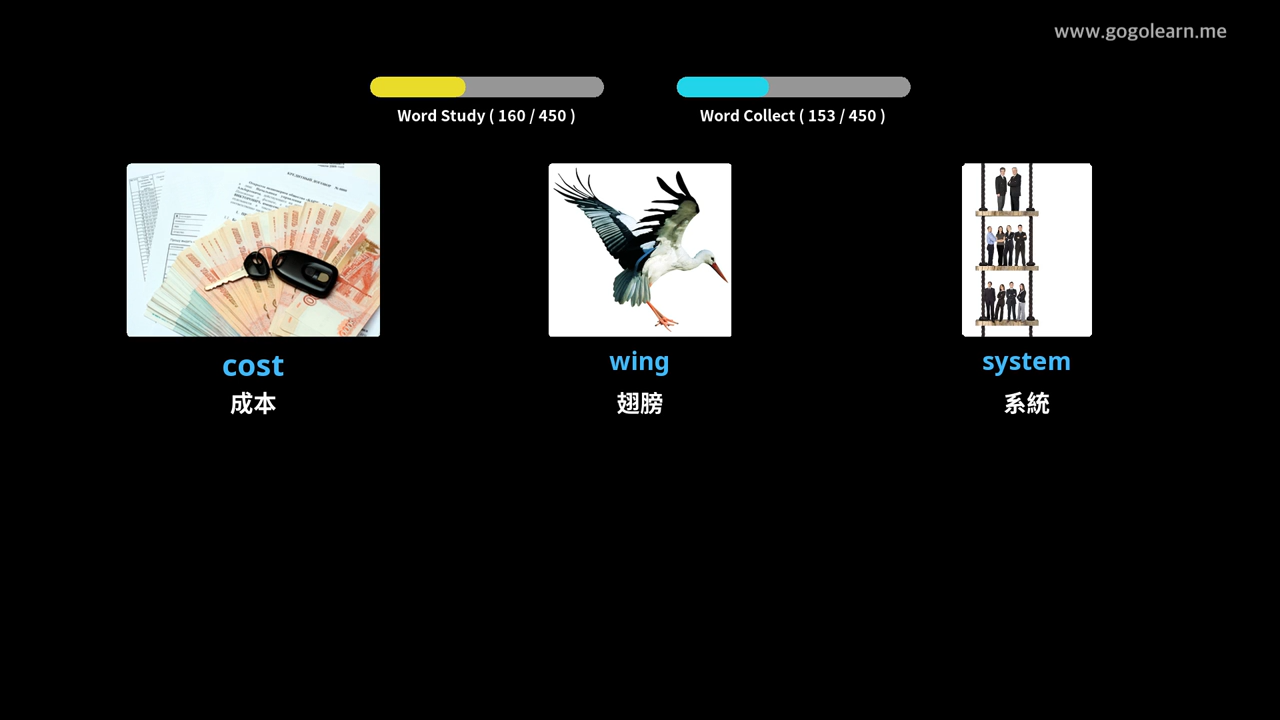 www.gogolearn.me
Word Study ( 160 / 450 )
Word Collect ( 153 / 450 )
cost
wing
system
成本
翅膀
系統